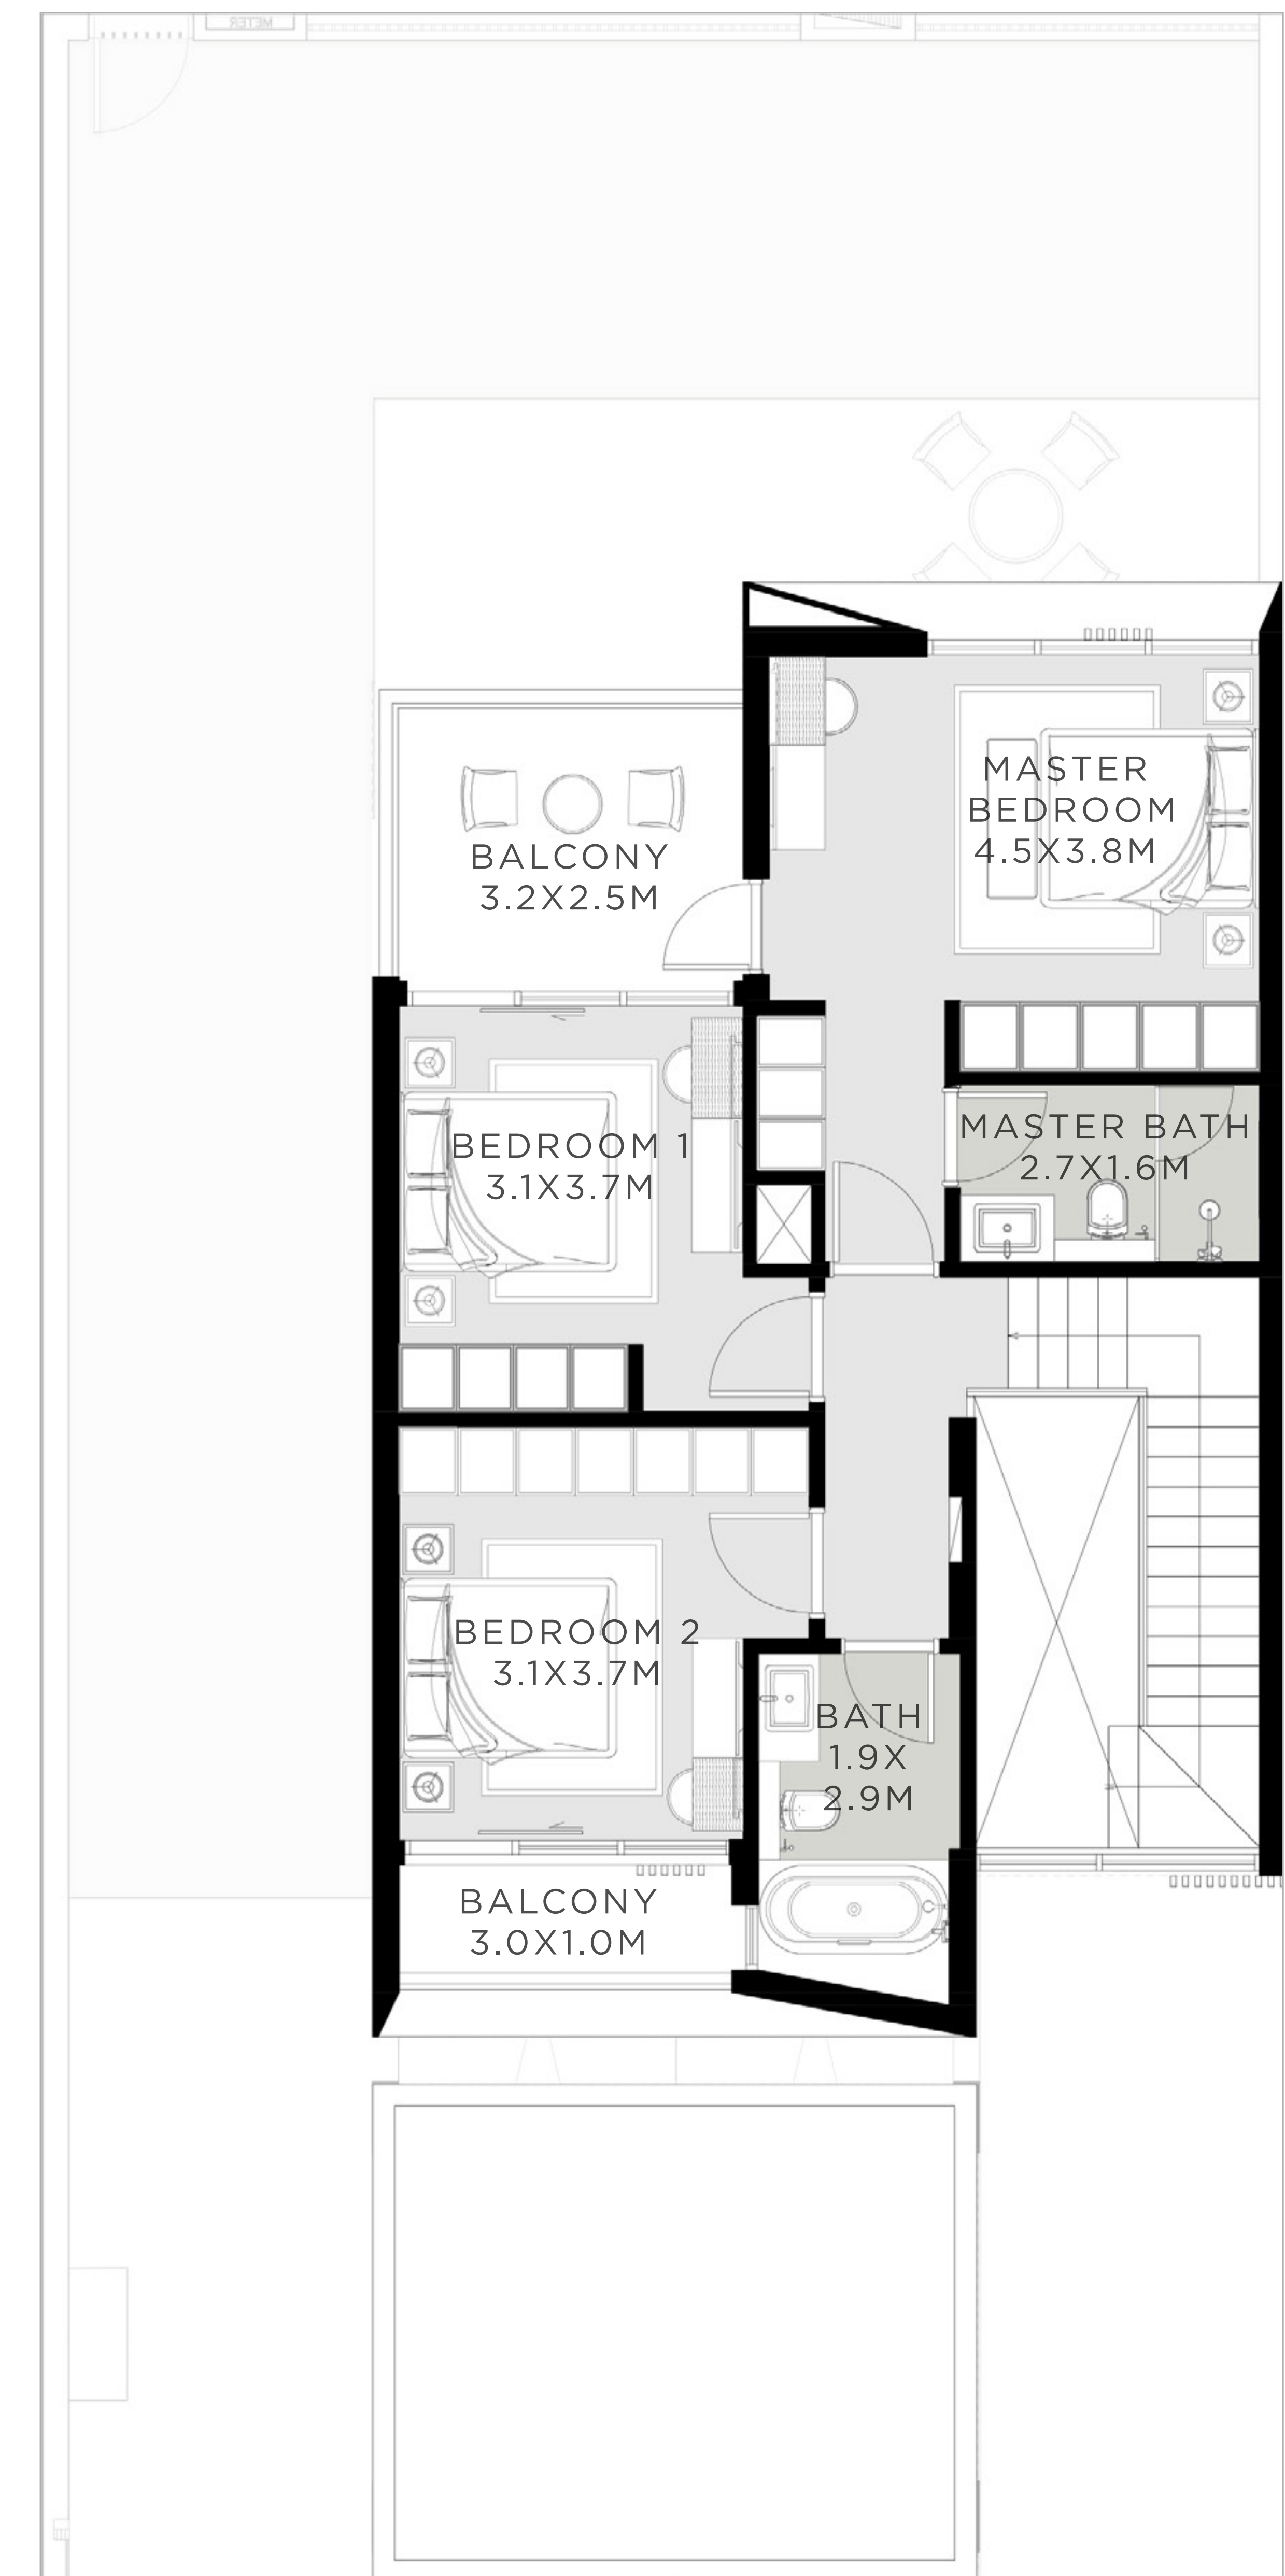 METER
MASTER
BEDROOM
4.5X3.8M
BALCONY
3.2X2.5M
BEDROOM 1
3.1X3.7M
MASTER BATH
2.7X1.6M
BEDROOM 2
3.1X3.7M
BATH
1.9X
2.9M
BALCONY
3.0X1.0M